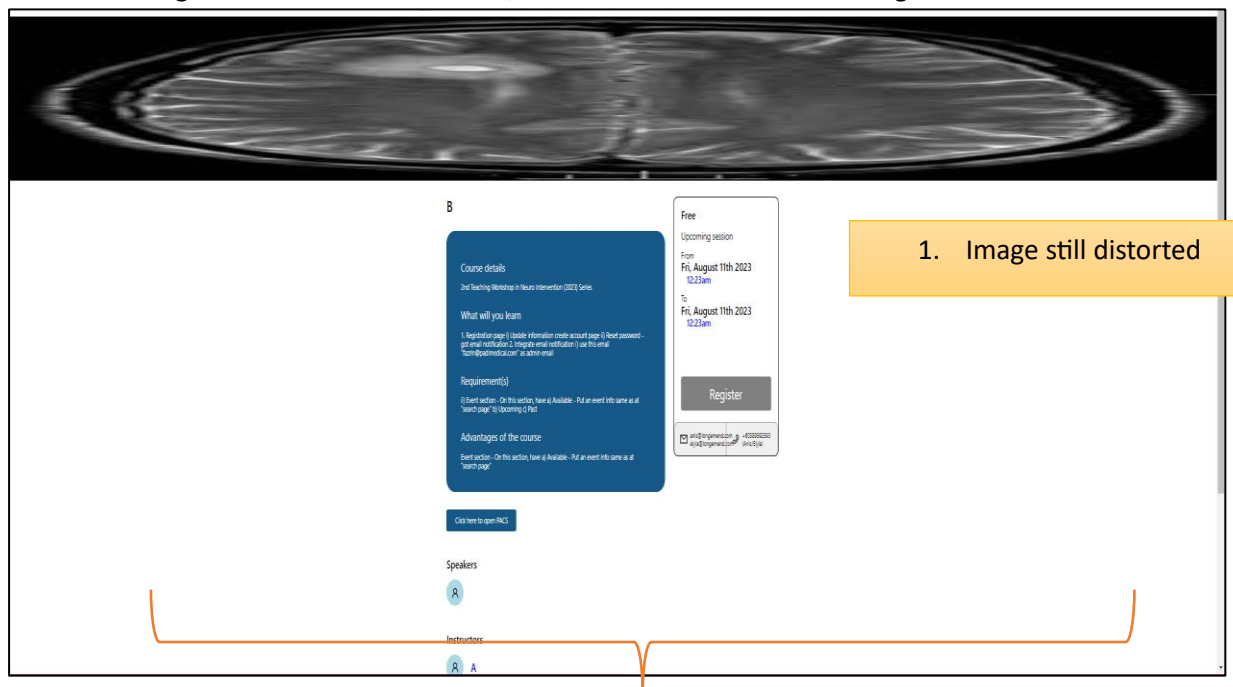 B
Course details
2nd Teaching Workshop in Neuro Intervention (2023) Series
What will you learn
1. Registration page i) Update information create account page ii) Reset password -
got email notification 2. Integrate email notification i) use this email
"fazrin@padimedical.com" as admin email
Requirement(s)
i) Event section - On this section, have a) Available - Put an event info same as at
"search page" b) Upcoming c) Past
Advantages of the course
Event section - On this section, have a) Available - Put an event info same as at
"search page"
Click here to open PACS
Speakers
Instructors
A
Free
Upcoming session
From
Fri, August 11th 2023
12:23am
To
Fri, August 11th 2023
12:23am
Register
1. Image still distorted